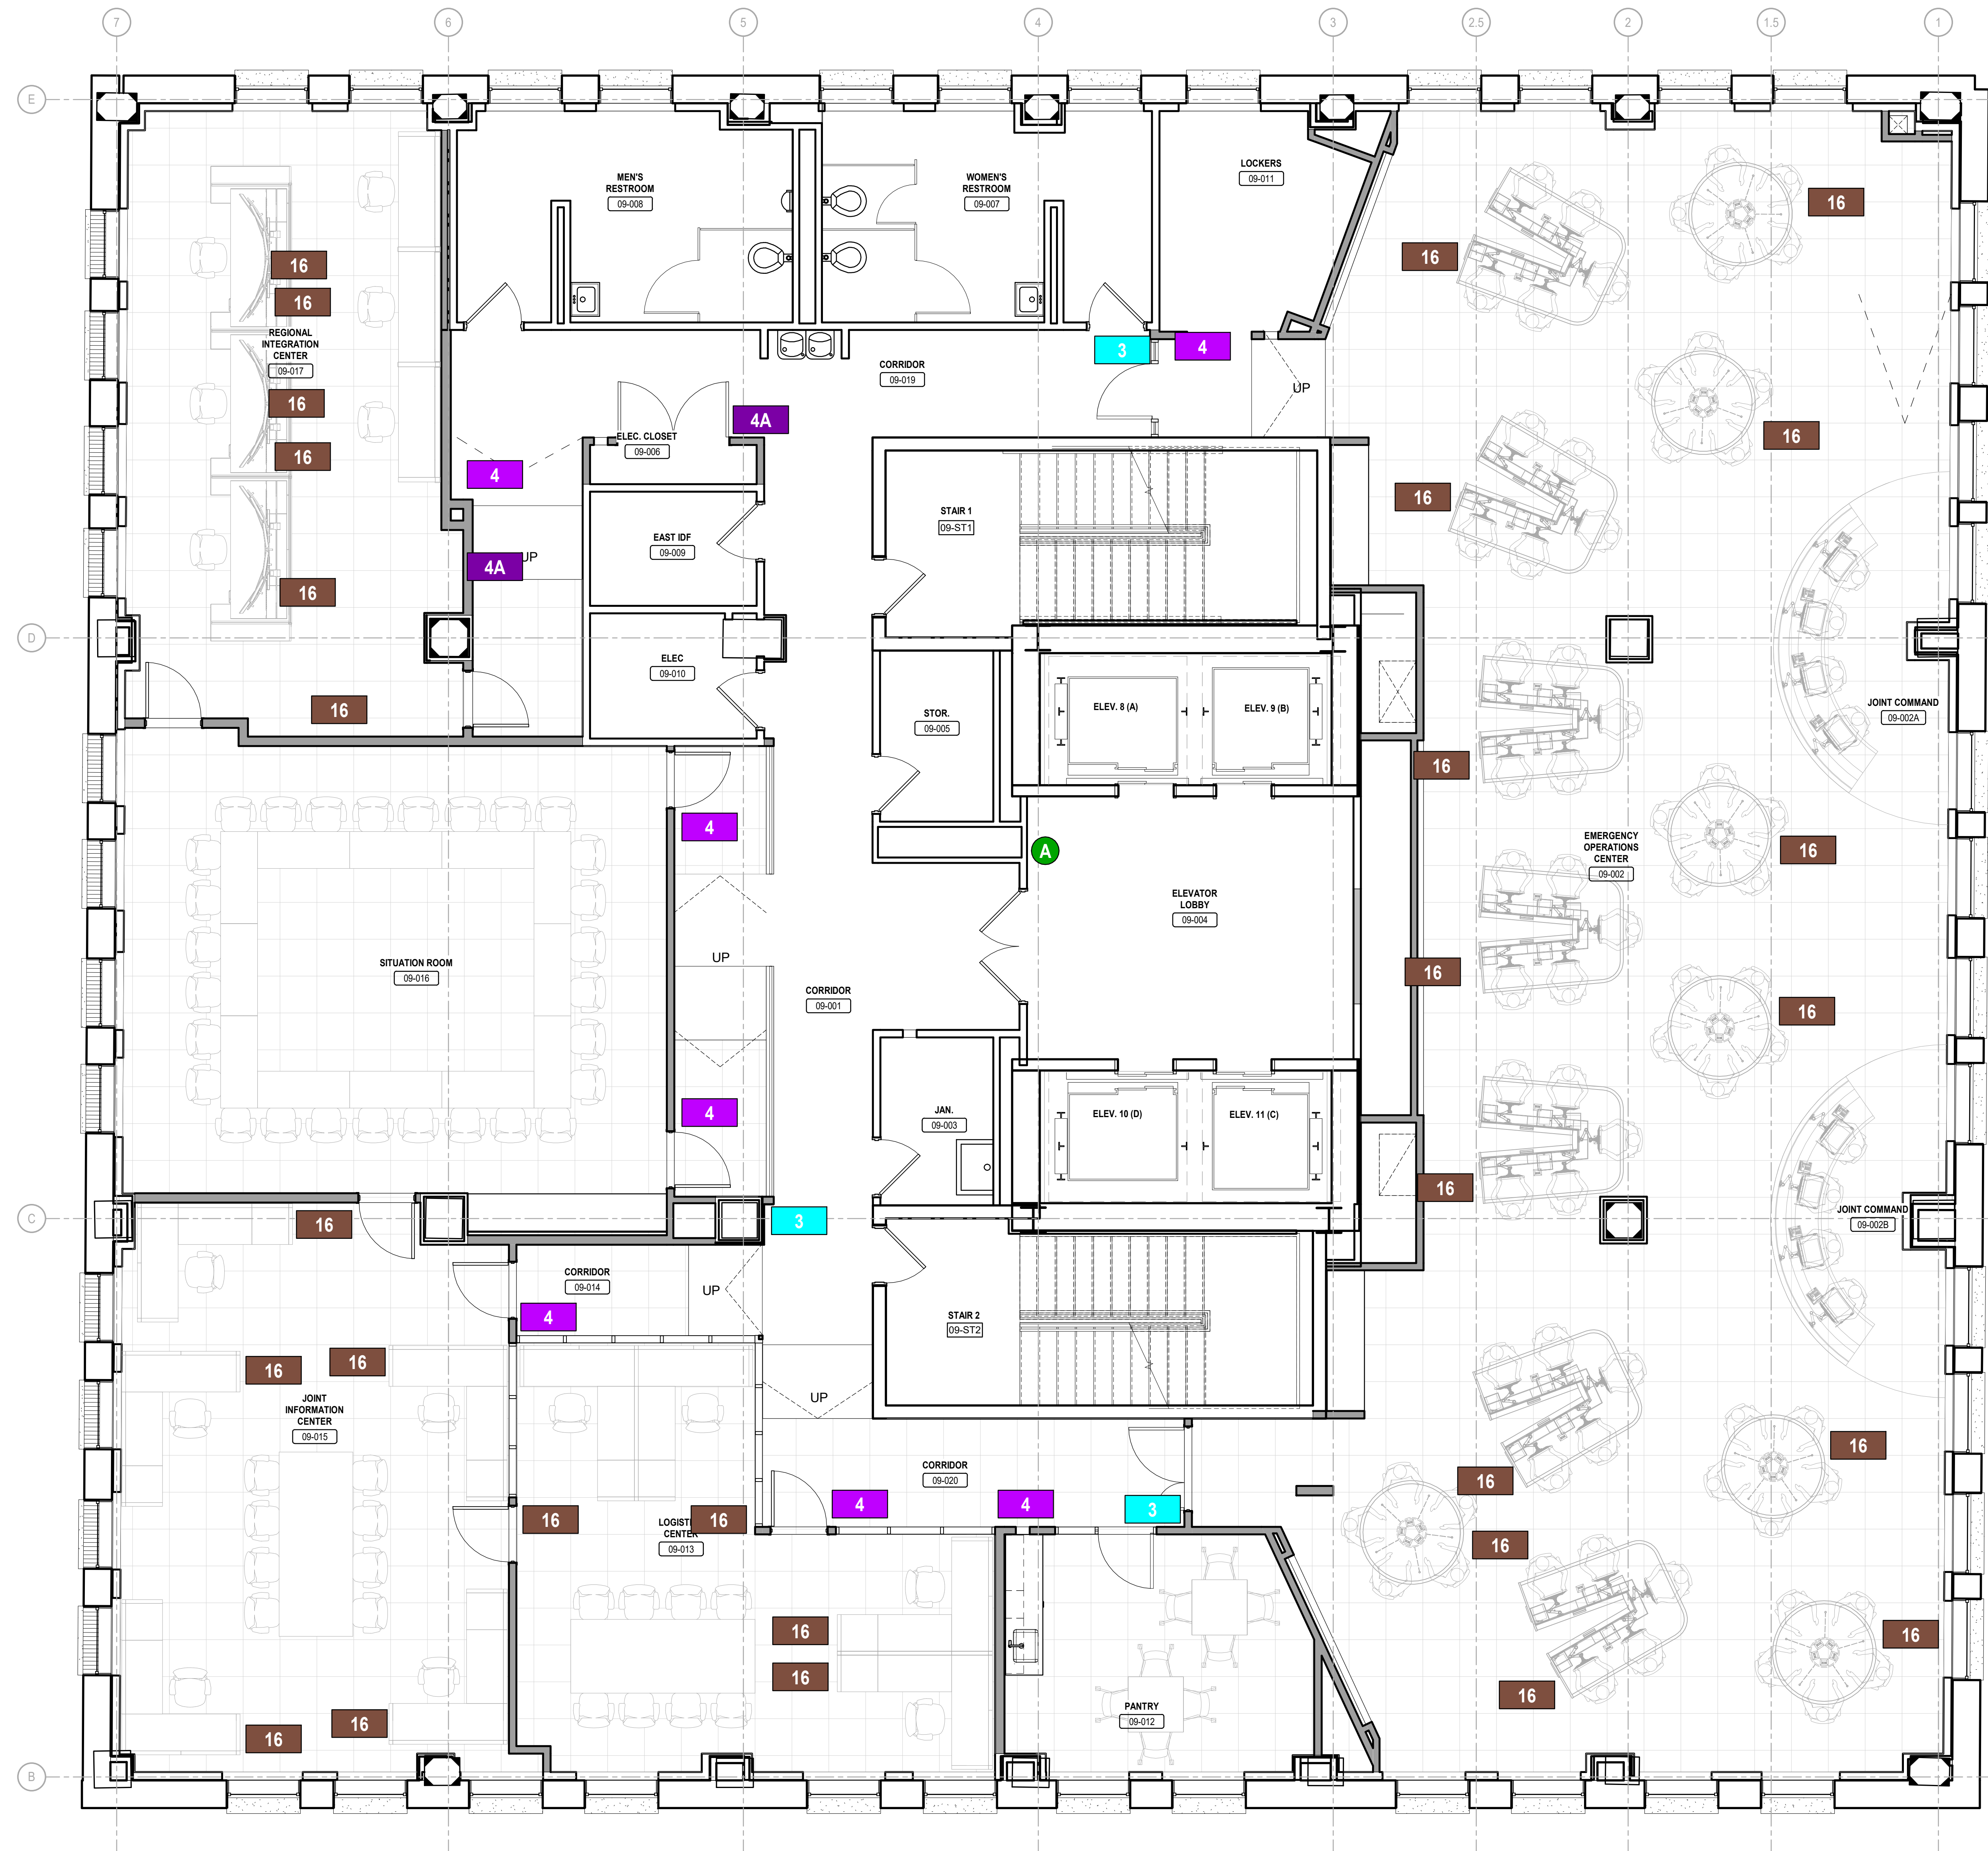 7
6
5
4
3
2.5
2
1.5
1
E
LOCKERS
09-011
MEN'S
RESTROOM
09-008
WOMEN'S
RESTROOM
09-007
16
16
16
16
REGIONAL
INTEGRATION
CENTER
09-017
3
4
CORRIDOR
09-019
UP
16
16
4A
16
ELEC. CLOSET
09-006
16
4
16
STAIR 1
09-ST1
EAST IDF
09-009
4A
UP
16
D
ELEC
09-010
16
STOR.
09-005
ELEV. 8 (A)
ELEV. 9 (B)
JOINT COMMAND
09-002A
16
4
A
EMERGENCY
OPERATIONS
CENTER
09-002
16
ELEVATOR
LOBBY
09-004
SITUATION ROOM
09-016
UP
16
CORRIDOR
09-001
16
4
JAN.
09-003
ELEV. 10 (D)
ELEV. 11 (C)
16
C
16
3
JOINT COMMAND
09-002B
CORRIDOR
09-014
UP
4
STAIR 2
09-ST2
16
16
JOINT
INFORMATION
CENTER
09-015
UP
16
CORRIDOR
09-020
16
4
4
3
16
16
CENTER
09-013
16
16
16
16
16
PANTRY
09-012
16
16
B